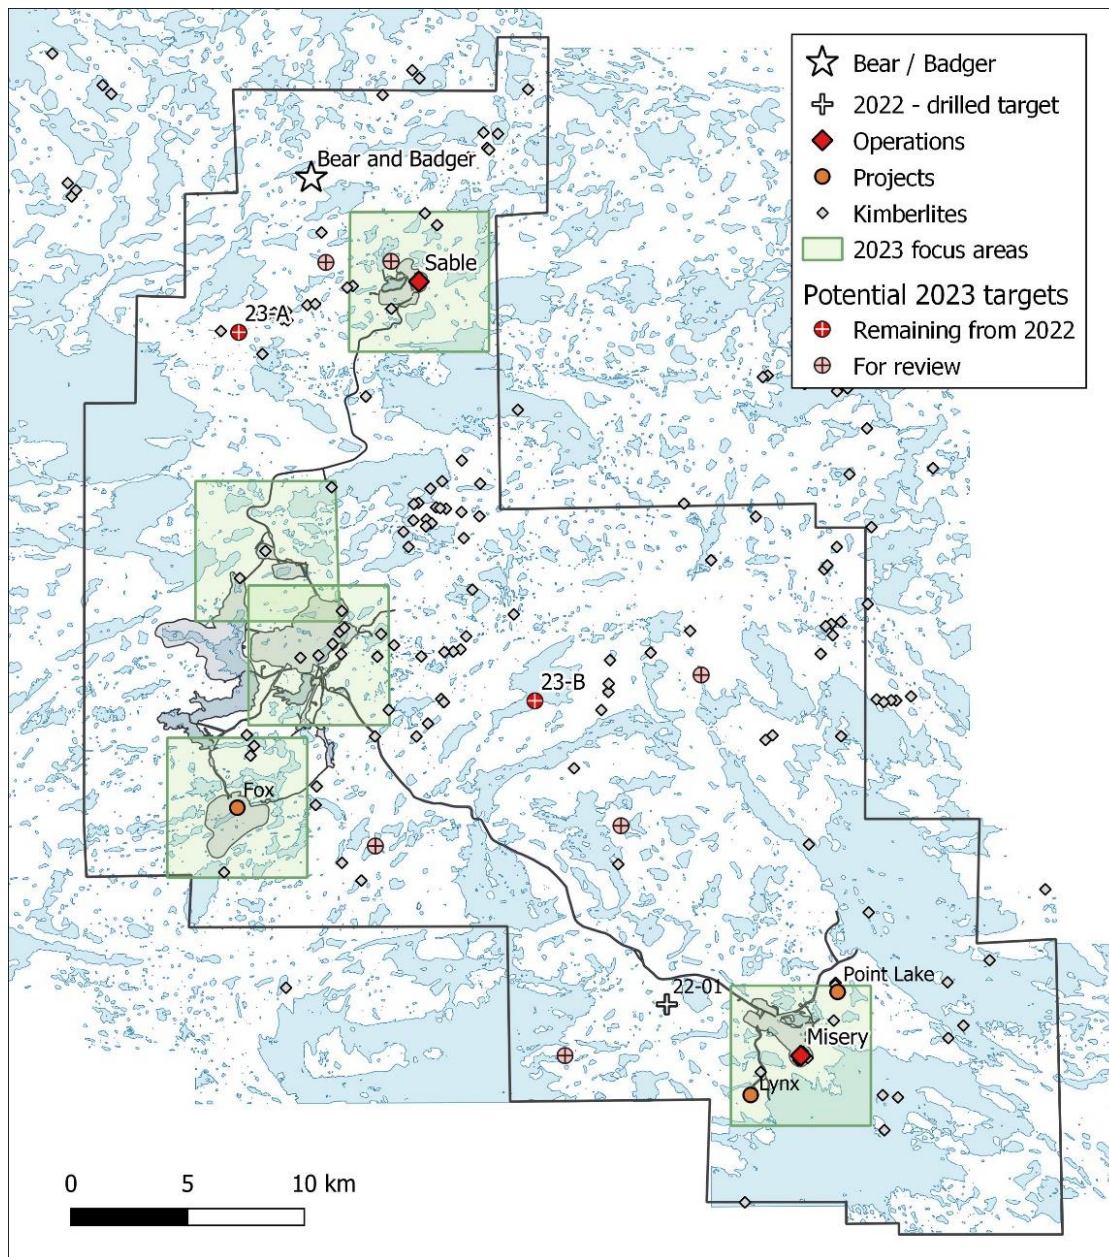 Bear / Badger
2022 - drilled target
Operations
Projects
Kimberlites
2023 focus areas
Potential 2023 targets
Remaining from 2022
For review
Bear and Badger
Sable
23-A
23-B
Fox
22-01
Point Lake
Misery
Lynx
0 5 10 km